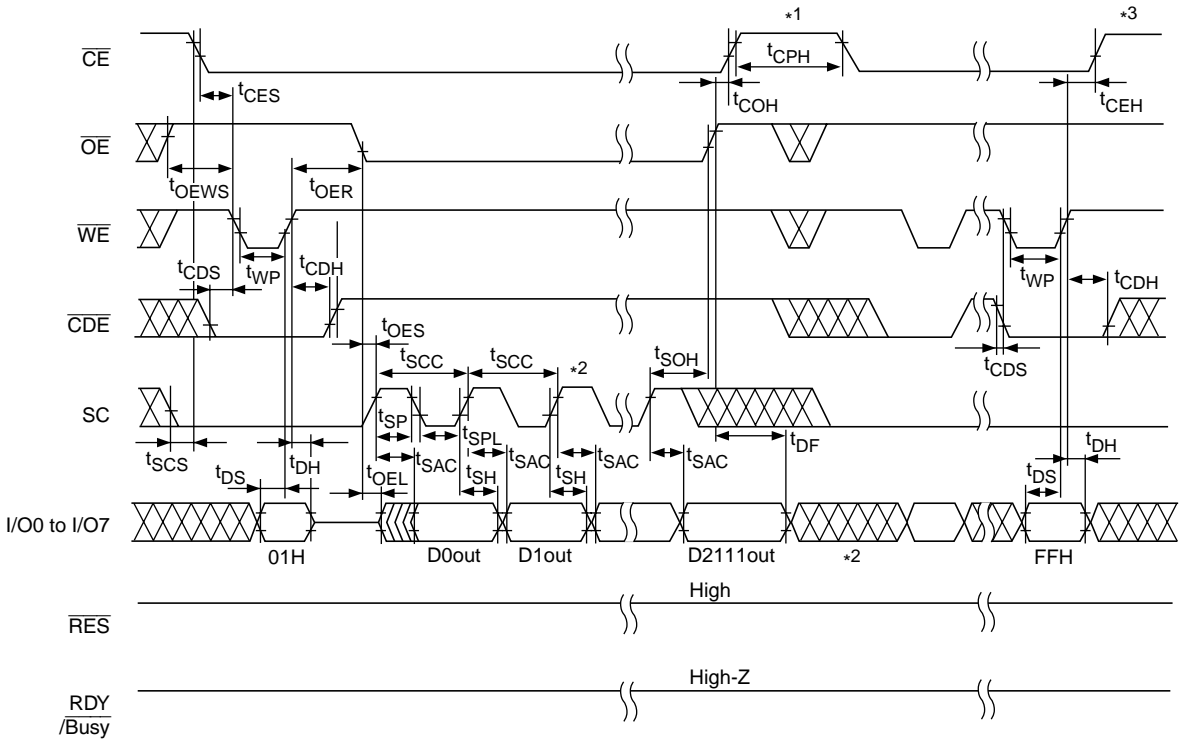 *1
*3
CE
tCPH
tCES
tCOH
tCEH
OE
tOEWS
tOER
WE
tCDS
tWP
tCDH
tWP
tCDH
CDE
tOES
tSCC
tSCC
*2
tSOH
tCDS
SC
tSP
tSPL
tSCS
tDH
tSAC
tSAC
tSAC
tSAC
tDF
tDH
tDS
tOEL
tSH
tSH
tDS
I/O0 to I/O7
01H
D0out
D1out
D2111out
*2
FFH
High
RES
High-Z
RDY
/Busy